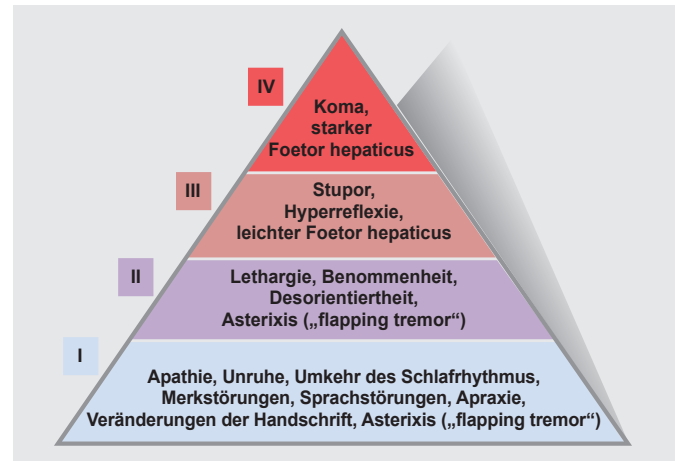 IV
Koma,
starker
Foetor hepaticus
III
Stupor,
Hyperreflexie,
leichter Foetor hepaticus
II
Lethargie, Benommenheit,
Desorientiertheit,
Asterixis („flapping tremor“)
I
Apathie, Unruhe, Umkehr des Schlafrhythmus,
Merkstörungen, Sprachstörungen, Apraxie,
Veränderungen der Handschrift, Asterixis („flapping tremor“)